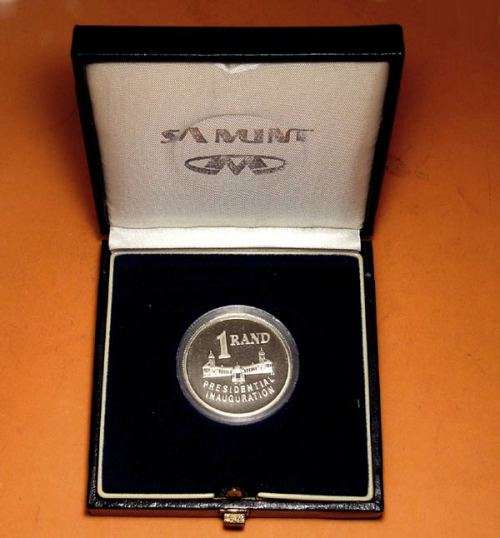 SA MINT
1 RAND
PRESIDENTIAL
INAUGURATION